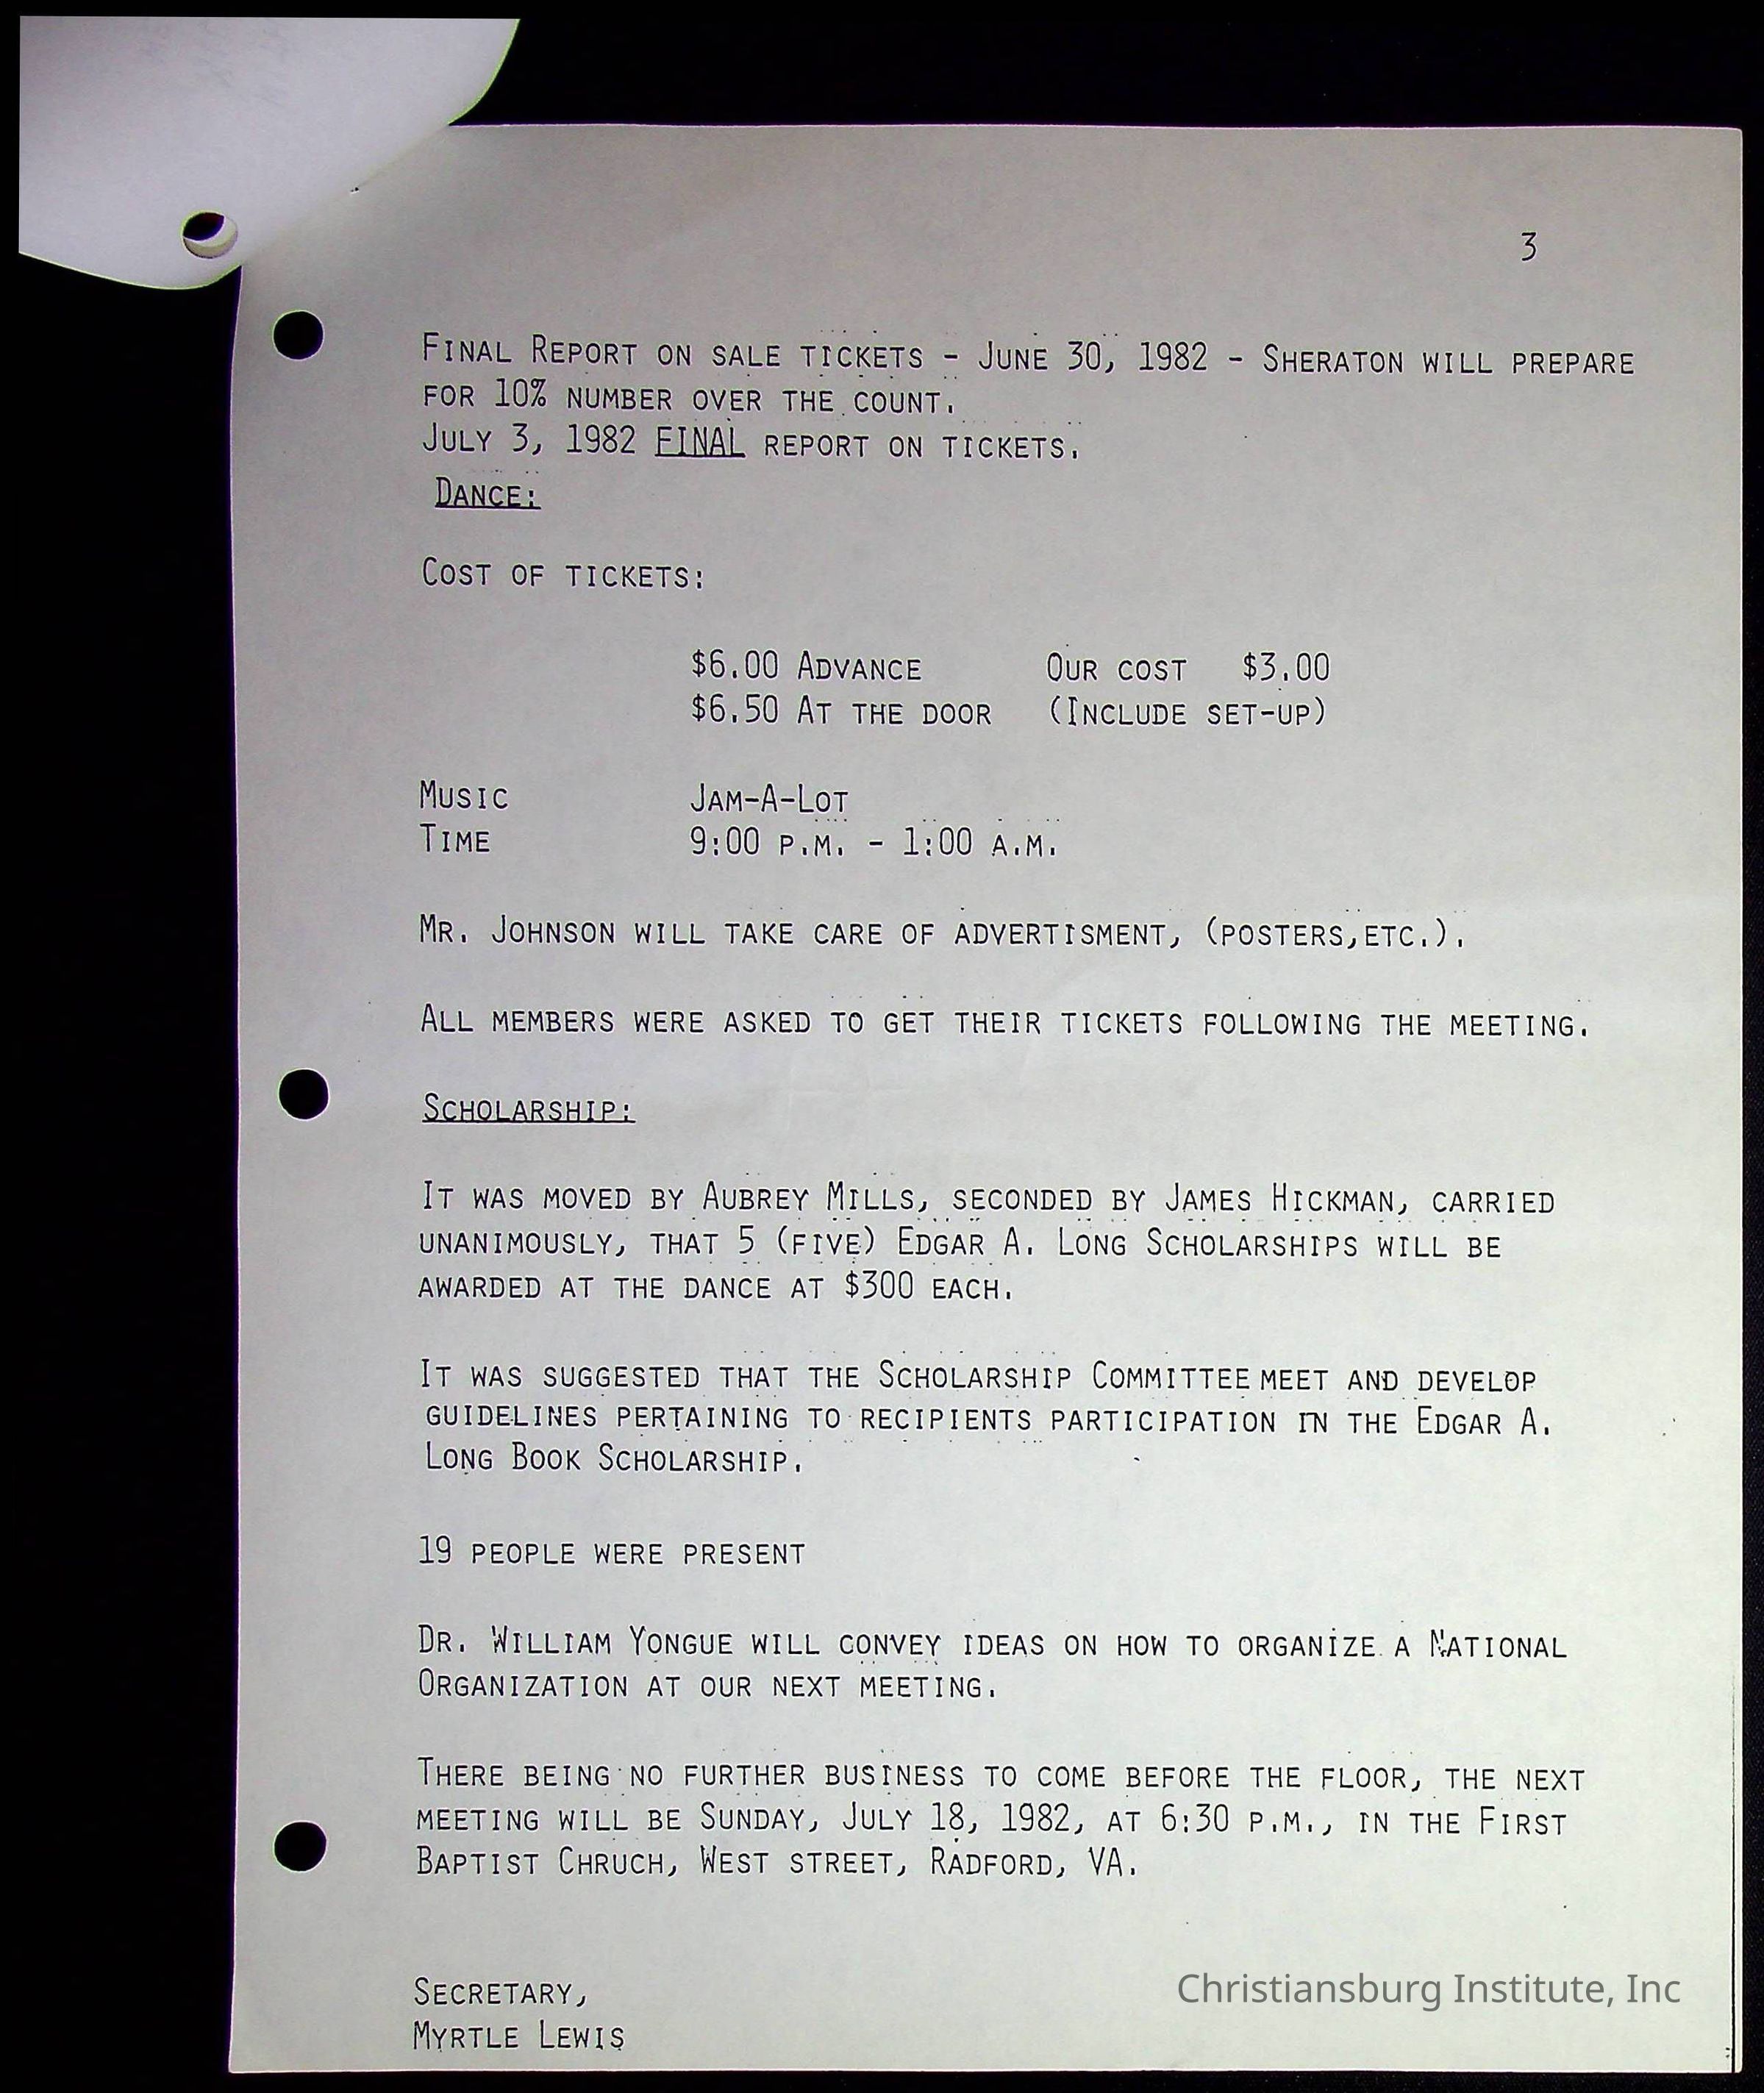 3
Final Report on sale tickets - June 30, 1982 - Sheraton will prepare
for 10% number over the count.
July 3, 1982 FINAL report on tickets.
Dance:
Cost of tickets:
$6.00 Advance Our cost $3.00
$6.50 At the door (Include set-up)
Music Jam-A-Lot
Time 9:00 p.m. - 1:00 a.m.
Mr. Johnson will take care of advertisment, (posters,etc.).
All members were asked to get their tickets following the meeting.
Scholarship:
It was moved by Aubrey Mills, seconded by James Hickman, carried
unanimously, that 5 (five) Edgar A. Long Scholarships will be
awarded at the dance at $300 each.
It was suggested that the Scholarship Committee meet and develop
guidelines pertaining to recipients participation in the Edgar A.
Long Book Scholarship.
19 people were present
Dr. William Yongue will convey ideas on how to organize a National
Organization at our next meeting.
There being no further business to come before the floor, the next
meeting will be Sunday, July 18, 1982, at 6:30 p.m., in the First
Baptist Chruch, West street, Radford, VA.
Secretary,
Myrtle Lewis
Christiansburg Institute, Inc